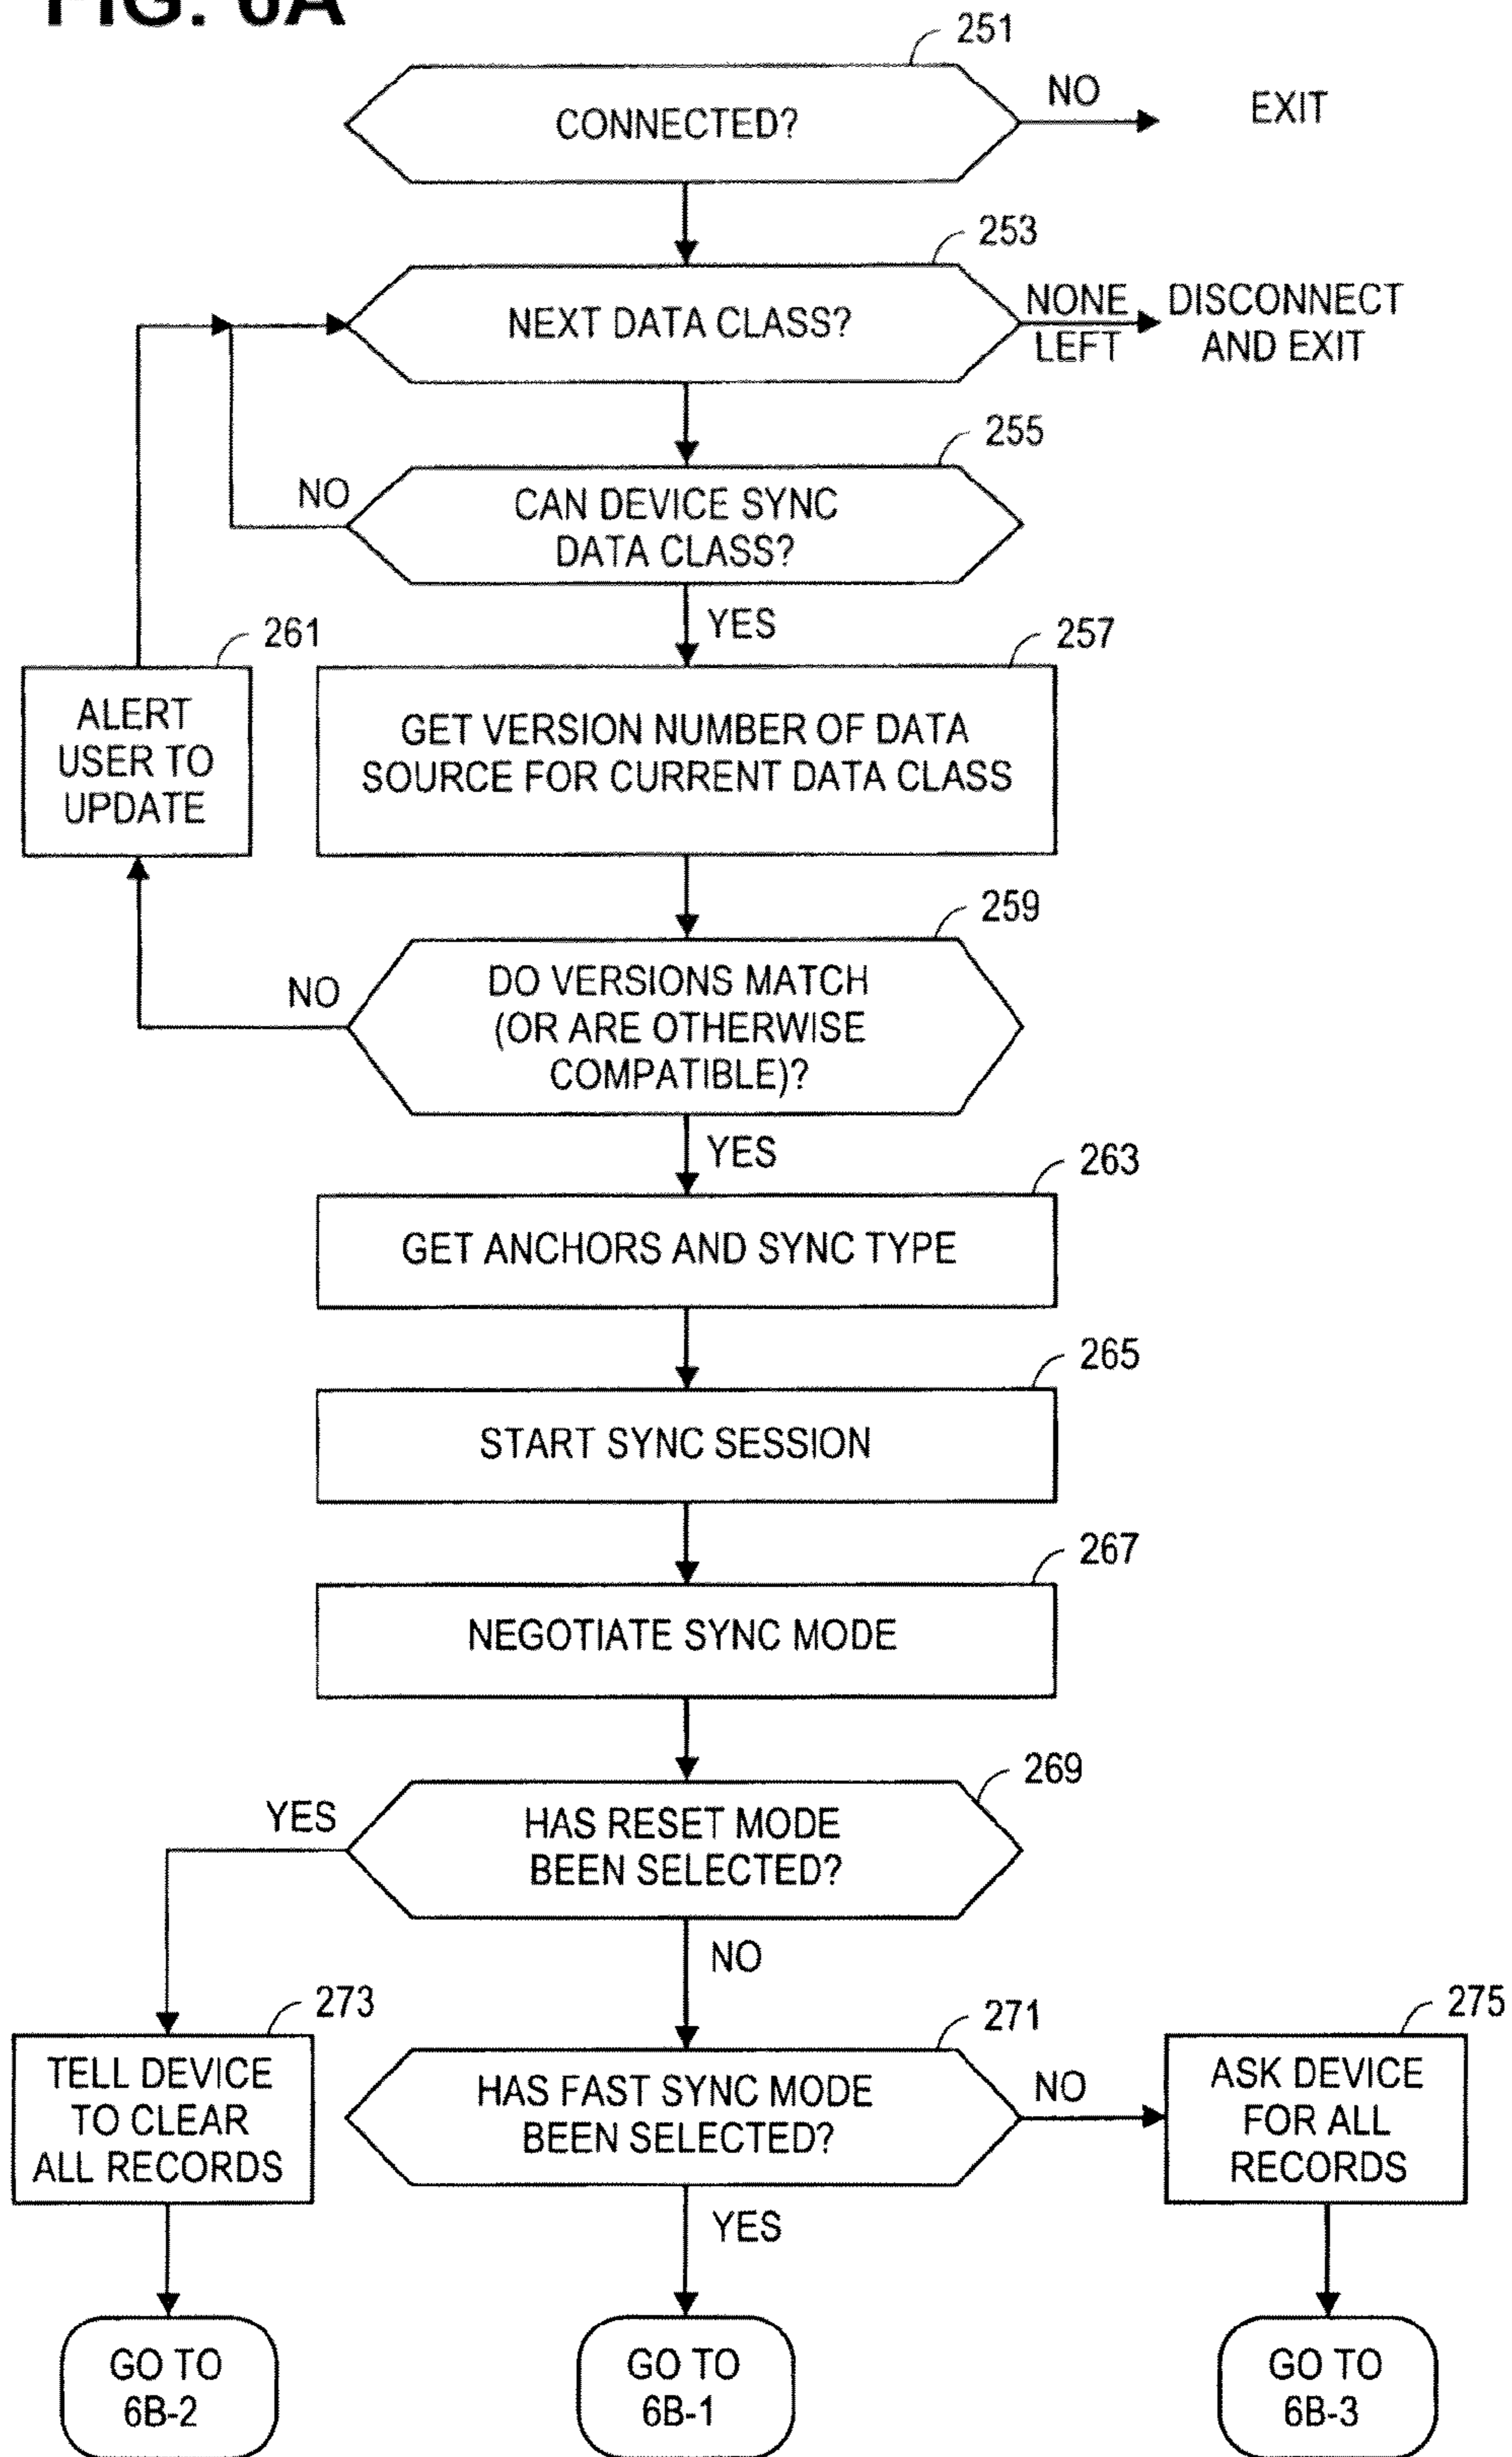 FIG. 6A
251
CONNECTED?
NO
EXIT
253
NEXT DATA CLASS?
NONE
LEFT
DISCONNECT
AND EXIT
255
NO
CAN DEVICE SYNC
DATA CLASS?
YES
261
257
ALERT
USER TO
UPDATE
GET VERSION NUMBER OF DATA
SOURCE FOR CURRENT DATA CLASS
259
NO
DO VERSIONS MATCH
(OR ARE OTHERWISE
COMPATIBLE)?
YES
263
GET ANCHORS AND SYNC TYPE
265
START SYNC SESSION
267
NEGOTIATE SYNC MODE
269
YES
HAS RESET MODE
BEEN SELECTED?
NO
273
271
275
TELL DEVICE
TO CLEAR
ALL RECORDS
HAS FAST SYNC MODE
BEEN SELECTED?
NO
ASK DEVICE
FOR ALL
RECORDS
YES
GO TO
6B-2
GO TO
6B-1
GO TO
6B-3